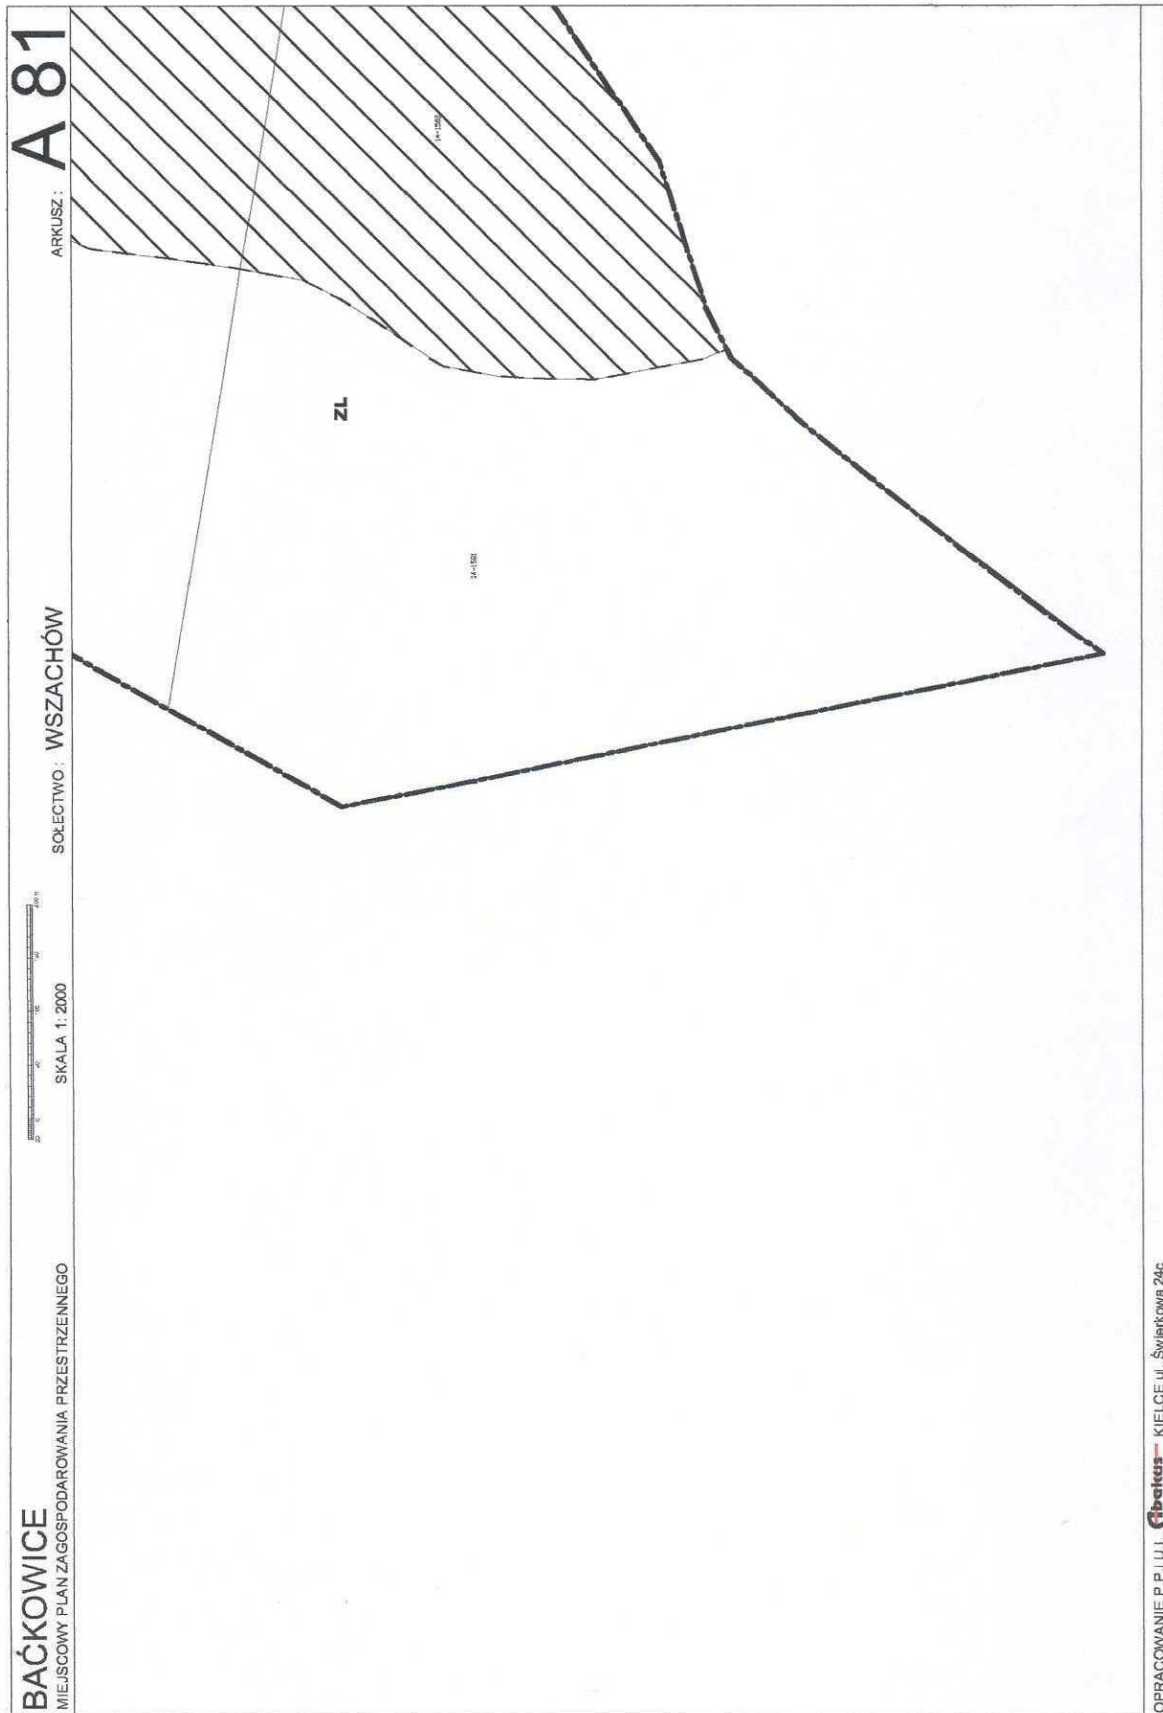 BAĆKOWICE
MIEJSCOWY PLAN ZAGOSPODAROWANIA PRZESTRZENNEGO
SKALA 1: 2000
SOŁECTWO : WSZACHÓW
ARKUSZ : A 81
ZL
OPRACOWANIE P.P.I.U.I. Abakus KIELCE ul. Świerkowa 24c